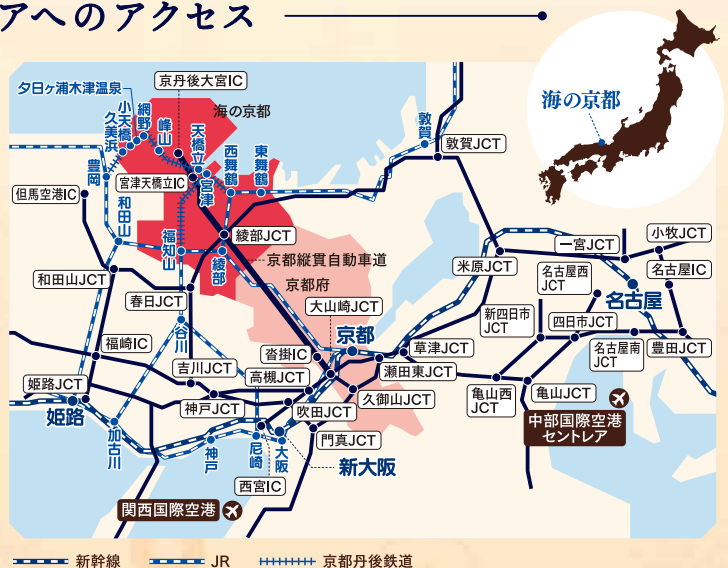 アへのアクセス
海の京都
夕日ヶ浦木津温泉
京丹後大宮IC
海の京都
小天橋
久美浜
網野
峰山
天橋立
宮津
西舞鶴
東舞鶴
敦賀
敦賀JCT
豊岡
宮津天橋立IC
但馬空港IC
和田山
福知山
綾部
綾部JCT
京都縦貫自動車道
京都府
和田山JCT
春日JCT
谷川
大山崎JCT
京都
米原JCT
一宮JCT
小牧JCT
名古屋西
JCT
名古屋IC
名古屋
新四日市
JCT
四日市JCT
名古屋南
JCT
豊田JCT
福崎IC
吉川JCT
沓掛IC
高槻JCT
草津JCT
瀬田東JCT
久御山JCT
亀山西
JCT
亀山JCT
姫路JCT
姫路
神戸JCT
吹田JCT
門真JCT
加古川
神戸
尼崎
大阪
新大阪
西宮IC
中部国際空港
セントレア
関西国際空港
新幹線
JR
京都丹後鉄道